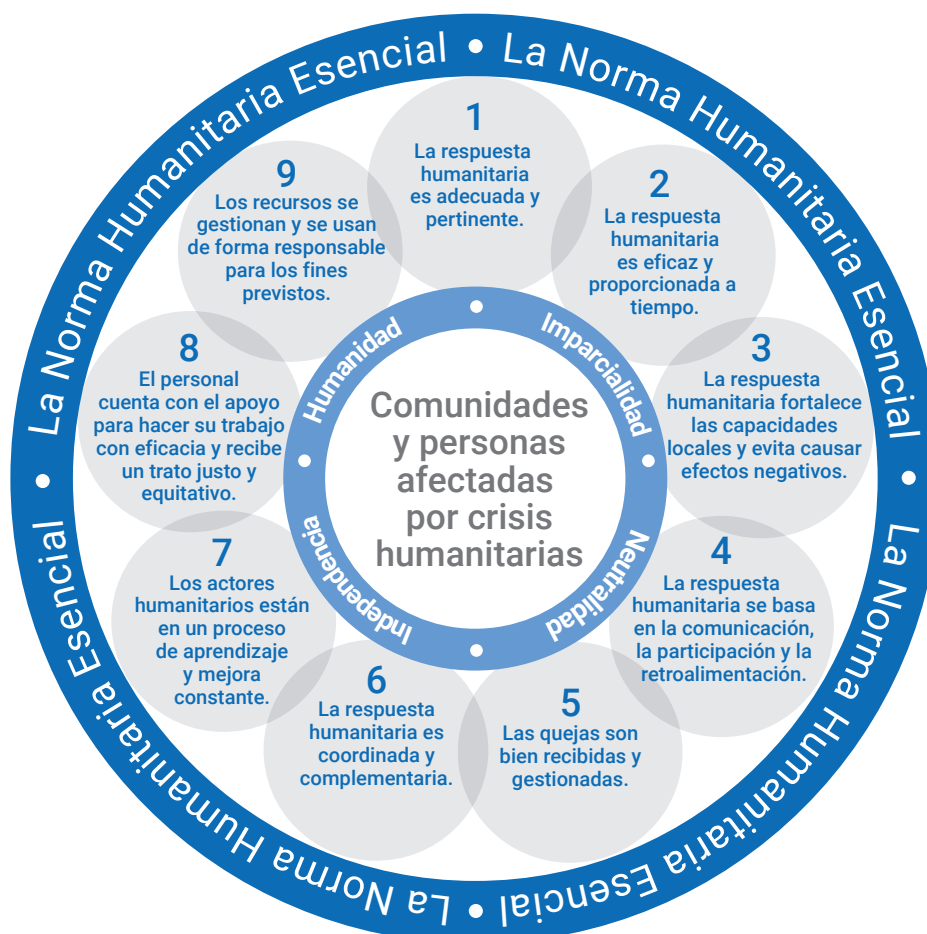 La Norma Humanitaria Esencial • La Norma Humanitaria Esencial • La Norma Humanitaria Esencial • La Norma Humanitaria Esencial •
1
La respuesta
humanitaria
es adecuada y
pertinente.
2
La respuesta
humanitaria
es eficaz y
proporcionada a
tiempo.
3
La respuesta
humanitaria fortalece
las capacidades
locales y evita causar
efectos negativos.
4
La respuesta
humanitaria se basa
en la comunicación,
la participación y la
retroalimentación.
5
Las quejas son
bien recibidas y
gestionadas.
6
La respuesta
humanitaria es
coordinada y
complementaria.
7
Los actores
humanitarios están
en un proceso
de aprendizaje
y mejora
constante.
8
El personal
cuenta con el apoyo
para hacer su trabajo
con eficacia y recibe
un trato justo y
equitativo.
9
Los recursos se
gestionan y se usan
de forma responsable
para los fines
previstos.
Humanidad • Imparcialidad • Neutralidad • Independencia •
Comunidades
y personas
afectadas
por crisis
humanitarias